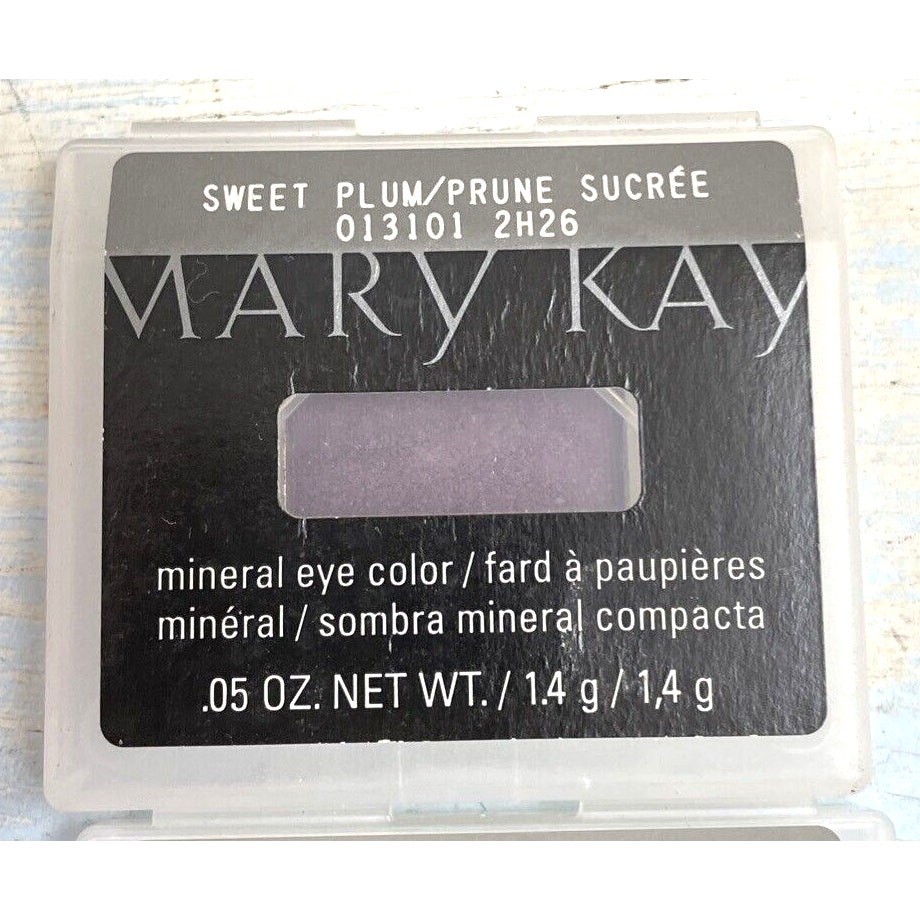 SWEET PLUM/PRUNE SUCRÉE
013101 2H26
MARY KAY
mineral eye color / fard à paupières
minéral / sombra mineral compacta
.05 OZ. NET WT. / 1.4 g / 1,4 g